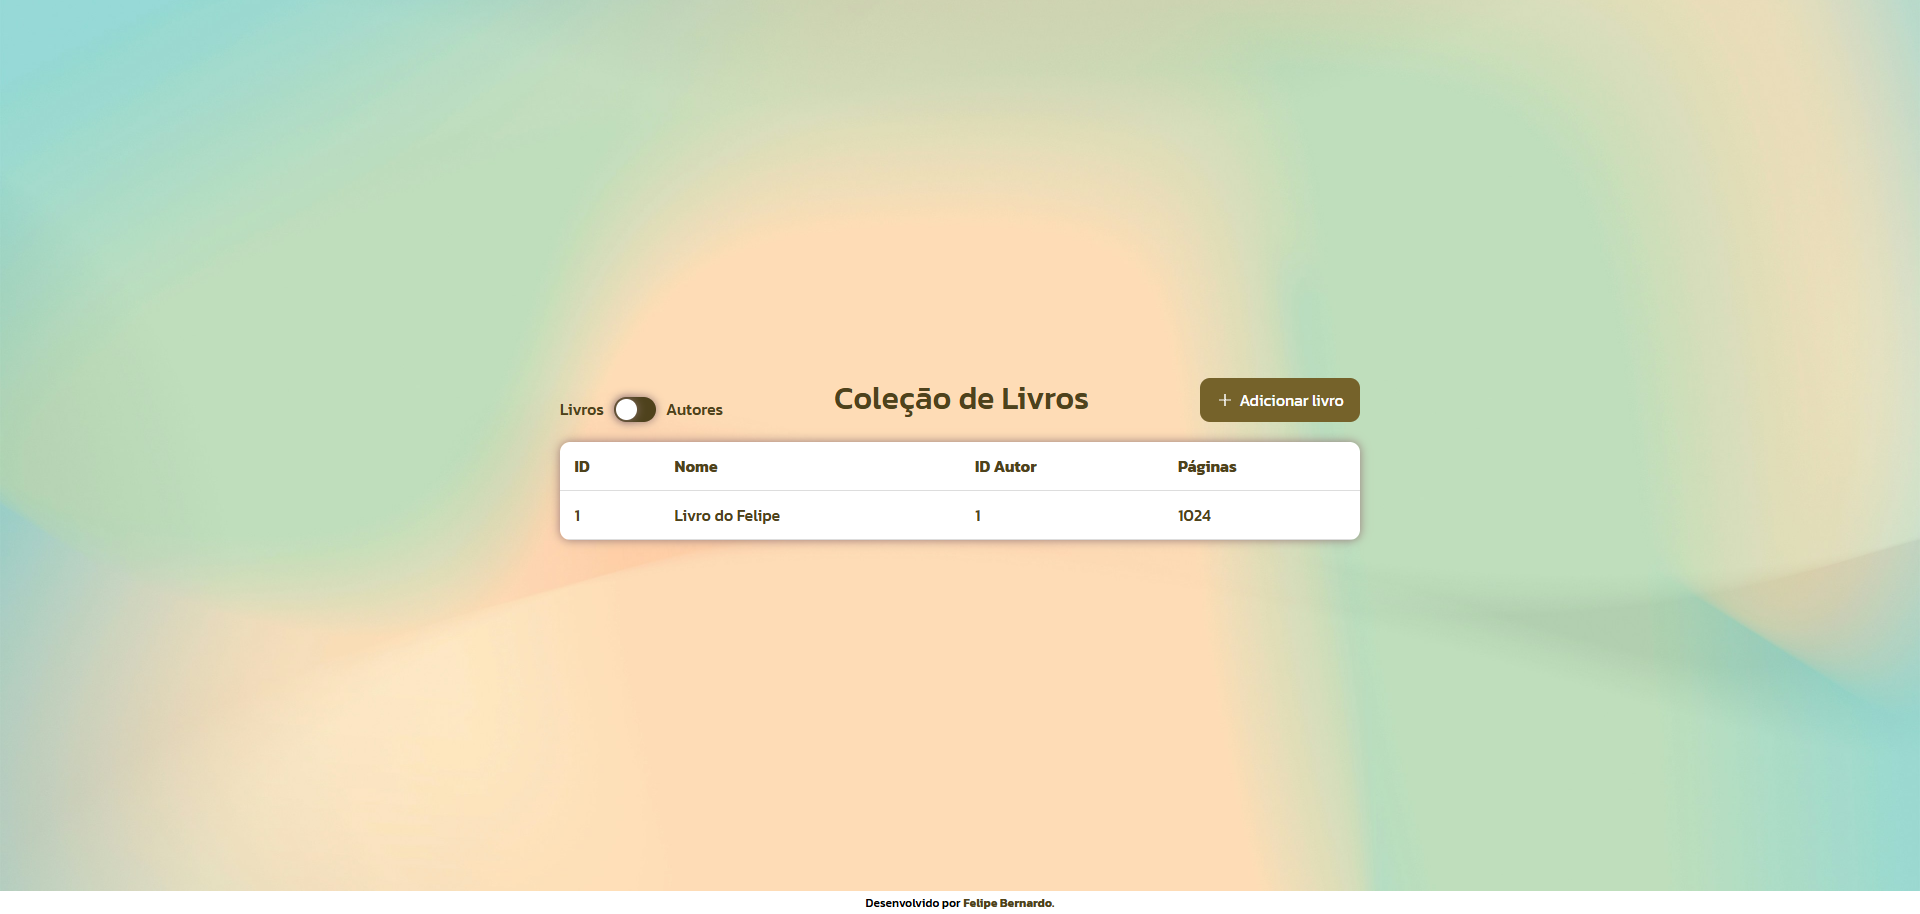 Livros Autores Coleção de Livros + Adicionar livro
ID Nome ID Autor Páginas
1 Livro do Felipe 1 1024
Desenvolvido por Felipe Bernardo.